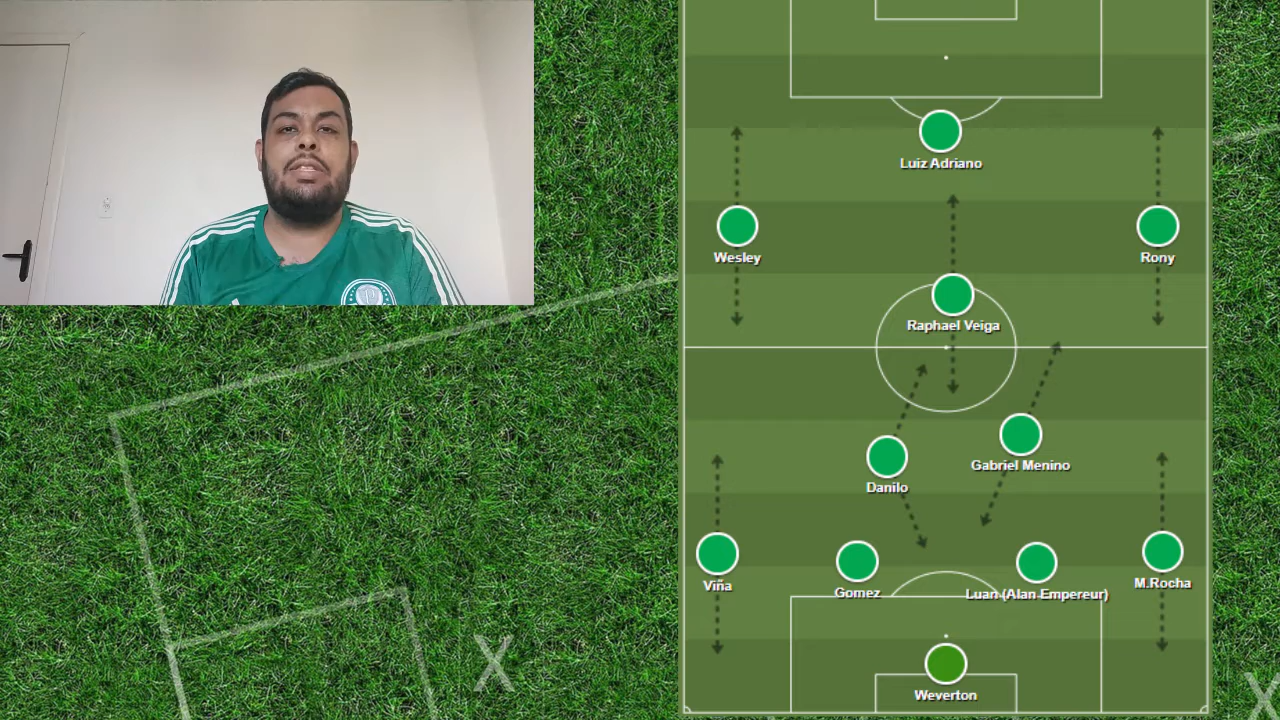 Luiz Adriano
Wesley
Rony
Raphael Veiga
Gabriel Menino
Danilo
Viña
Gomez
Luan (Alan Empereur)
M.Rocha
Weverton
X
X